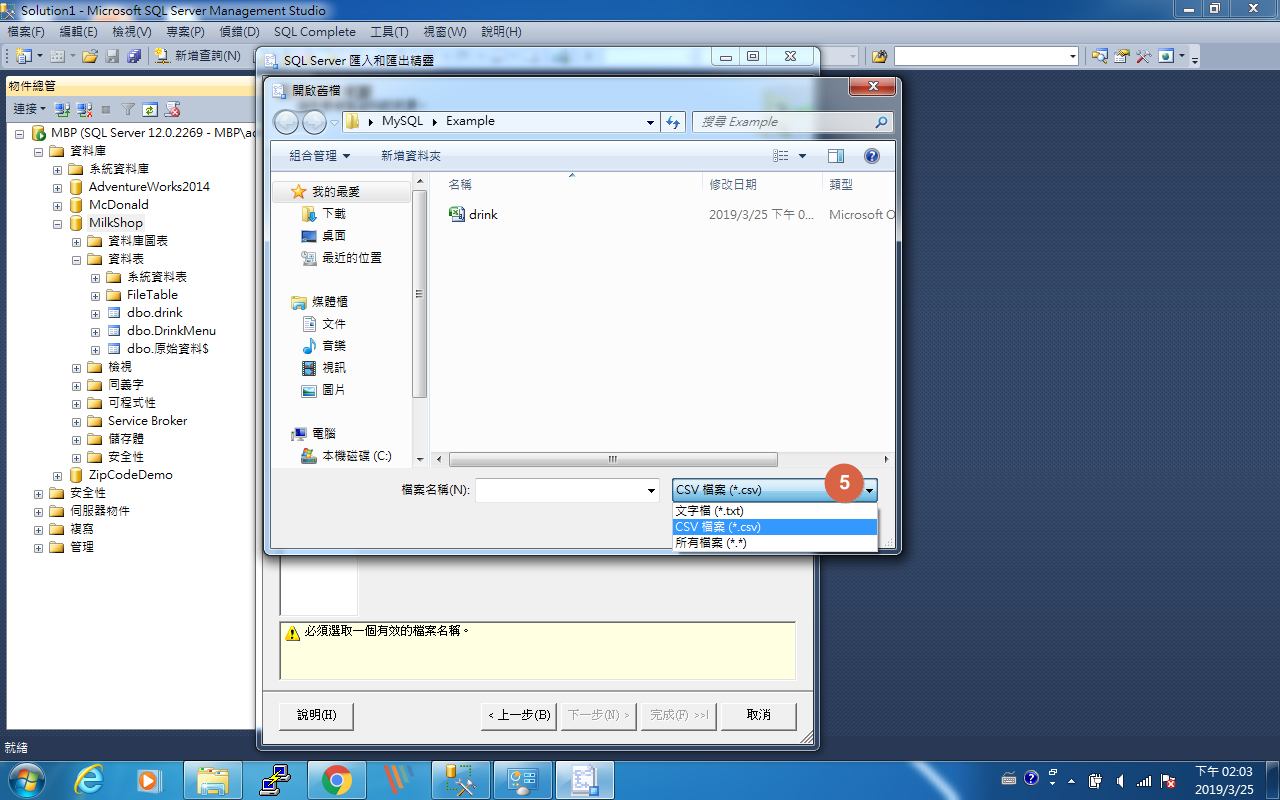 Solution1 - Microsoft SQL Server Management Studio
檔案(F) 編輯(E) 檢視(V) 專案(P) 偵錯(D) SQL Complete 工具(T) 視窗(W) 說明(H)
新增查詢(N)
SQL Server 匯入和匯出精靈
物件總管
連接
MBP (SQL Server 12.0.2269 - MBP\ac
資料庫
系統資料庫
AdventureWorks2014
McDonald
MilkShop
資料庫圖表
資料表
系統資料表
FileTable
dbo.drink
dbo.DrinkMenu
dbo.原始資料$
檢視
同義字
可程式性
Service Broker
儲存體
安全性
ZipCodeDemo
安全性
伺服器物件
複寫
管理
開啟舊檔
MySQL Example
搜尋 Example
組合管理 新增資料夾
我的最愛
下載
桌面
最近的位置
媒體櫃
文件
音樂
視訊
圖片
電腦
本機磁碟 (C:)
名稱 修改日期 類型
drink 2019/3/25 下午 0... Microsoft O
檔案名稱(N): CSV 檔案 (*.csv) 5
文字檔 (*.txt)
CSV 檔案 (*.csv)
所有檔案 (*.*)
必須選取一個有效的檔案名稱。
說明(H) < 上一步(B) 下一步(N) > 完成(F) >>| 取消
就緒
下午 02:03
2019/3/25